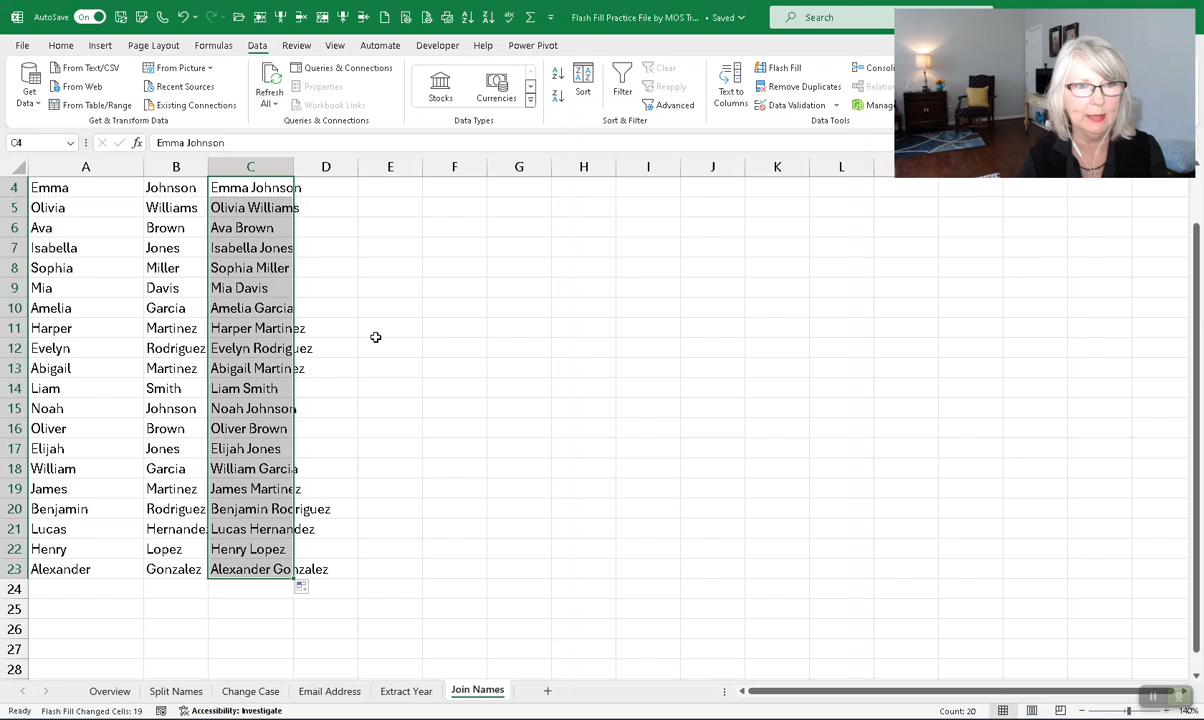 AutoSave On Flash Fill Practice File by MOS Tr... • Saved Search
File Home Insert Page Layout Formulas Data Review View Automate Developer Help Power Pivot
Get Data
From Text/CSV
From Web
From Table/Range
From Picture
Recent Sources
Existing Connections
Get & Transform Data
Refresh All
Queries & Connections
Properties
Workbook Links
Queries & Connections
Stocks
Currencies
Data Types
Sort
Filter
Clear
Reapply
Advanced
Sort & Filter
Text to Columns
Flash Fill
Remove Duplicates
Data Validation
Data Tools
C4 fx Emma Johnson
A B C D E F G H I J K L
4 Emma Johnson Emma Johnson
5 Olivia Williams Olivia Williams
6 Ava Brown Ava Brown
7 Isabella Jones Isabella Jones
8 Sophia Miller Sophia Miller
9 Mia Davis Mia Davis
10 Amelia Garcia Amelia Garcia
11 Harper Martinez Harper Martinez
12 Evelyn Rodriguez Evelyn Rodriguez
13 Abigail Martinez Abigail Martinez
14 Liam Smith Liam Smith
15 Noah Johnson Noah Johnson
16 Oliver Brown Oliver Brown
17 Elijah Jones Elijah Jones
18 William Garcia William Garcia
19 James Martinez James Martinez
20 Benjamin Rodriguez Benjamin Rodriguez
21 Lucas Hernandez Lucas Hernandez
22 Henry Lopez Henry Lopez
23 Alexander Gonzalez Alexander Gonzalez
24
25
26
27
28
Overview Split Names Change Case Email Address Extract Year Join Names
Ready Flash Fill Changed Cells: 19 Accessibility: Investigate Count: 20 140%